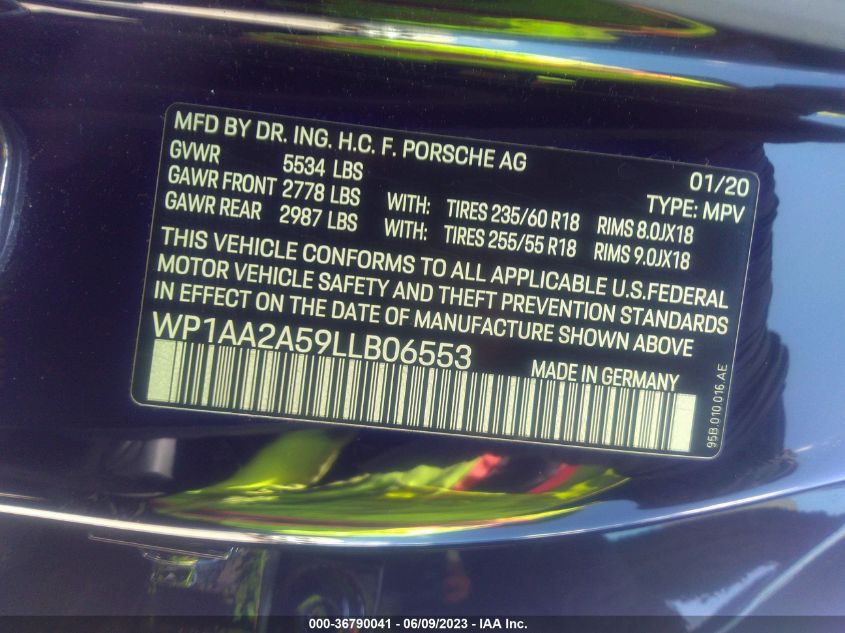 MFD BY DR. ING. H.C. F. PORSCHE AG
01/20
GVWR 5534 LBS
TYPE: MPV
GAWR FRONT 2778 LBS WITH: TIRES 235/60 R18 RIMS 8.0JX18
GAWR REAR 2987 LBS WITH: TIRES 255/55 R18 RIMS 9.0JX18
THIS VEHICLE CONFORMS TO ALL APPLICABLE U.S.FEDERAL
MOTOR VEHICLE SAFETY AND THEFT PREVENTION STANDARDS
IN EFFECT ON THE DATE OF MANUFACTURE SHOWN ABOVE
WP1AA2A59LLB06553
MADE IN GERMANY
95B.010.016.AE
000-36790041 - 06/09/2023 - IAA Inc.